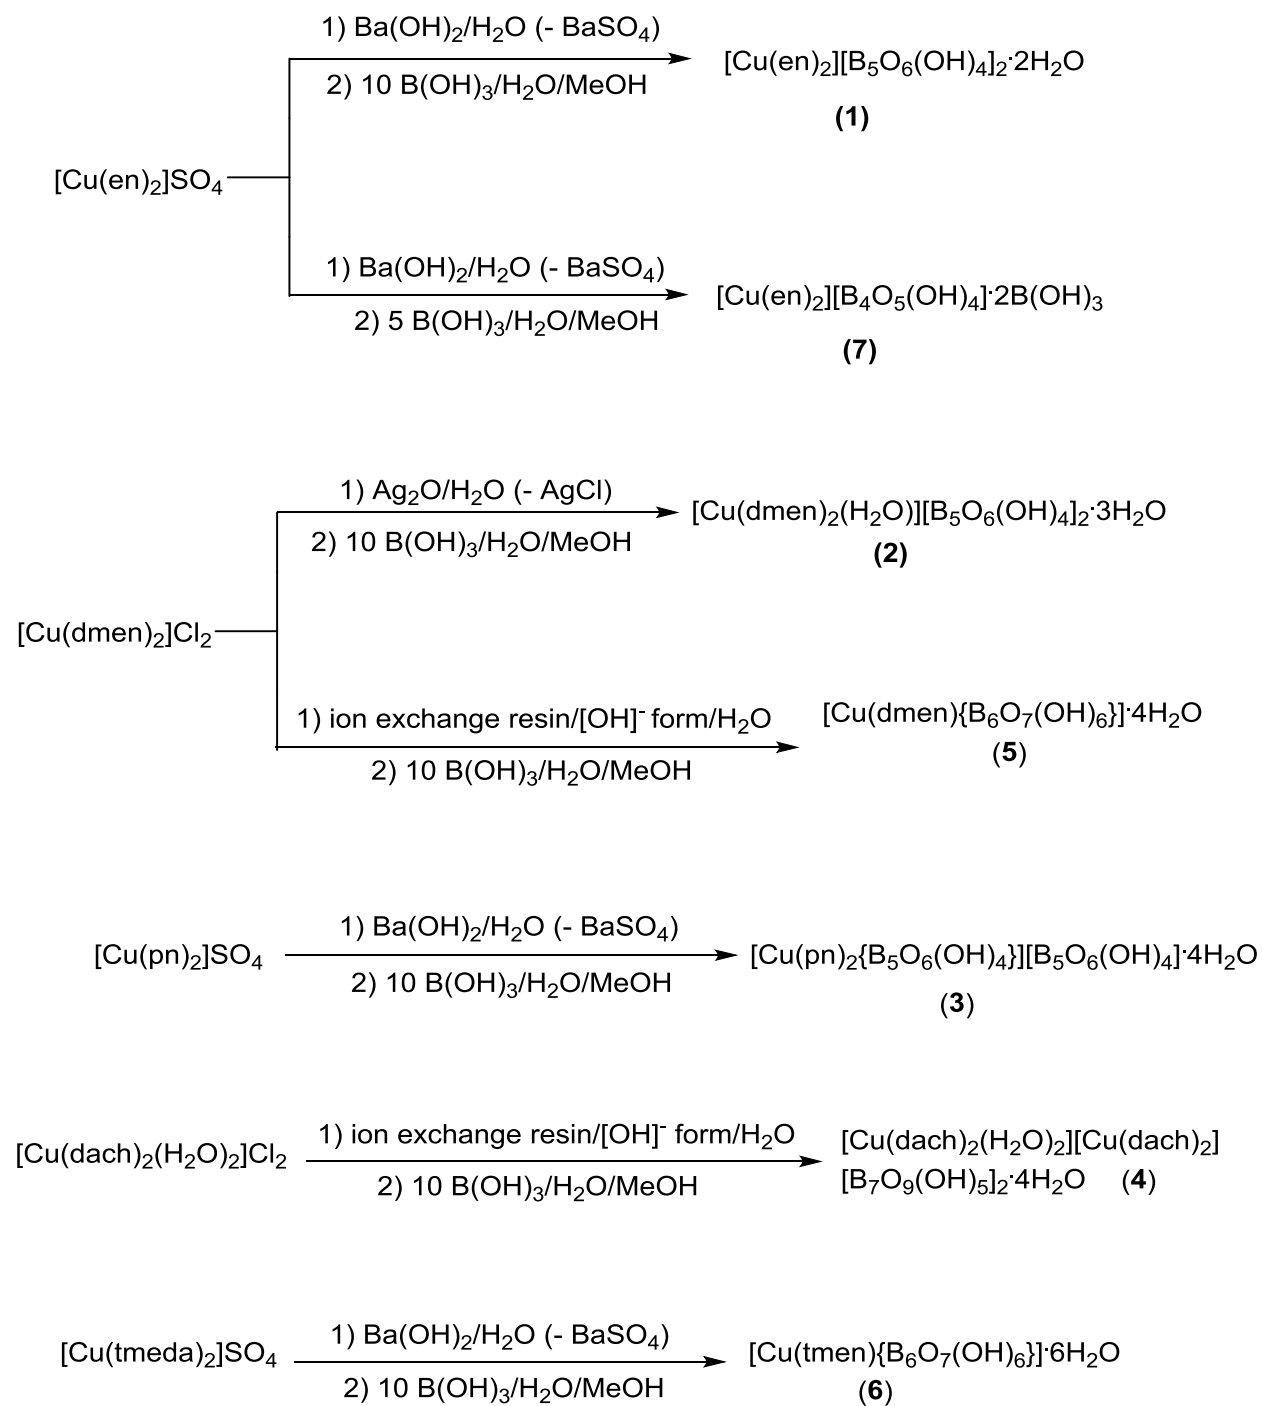 1) Ba(OH)₂/H₂O (- BaSO₄)
[Cu(en)₂][B₅O₆(OH)₄]₂·2H₂O
2) 10 B(OH)₃/H₂O/MeOH
(1)
[Cu(en)₂]SO₄
1) Ba(OH)₂/H₂O (- BaSO₄)
[Cu(en)₂][B₄O₅(OH)₄]·2B(OH)₃
2) 5 B(OH)₃/H₂O/MeOH
(7)
1) Ag₂O/H₂O (- AgCl)
[Cu(dmen)₂(H₂O)][B₅O₆(OH)₄]₂·3H₂O
2) 10 B(OH)₃/H₂O/MeOH
(2)
[Cu(dmen)₂]Cl₂
1) ion exchange resin/[OH]⁻ form/H₂O
[Cu(dmen){B₆O₇(OH)₆}]·4H₂O
(5)
2) 10 B(OH)₃/H₂O/MeOH
1) Ba(OH)₂/H₂O (- BaSO₄)
[Cu(pn)₂]SO₄
[Cu(pn)₂{B₅O₆(OH)₄}][B₅O₆(OH)₄]·4H₂O
2) 10 B(OH)₃/H₂O/MeOH
(3)
1) ion exchange resin/[OH]⁻ form/H₂O
[Cu(dach)₂(H₂O)₂]Cl₂
[Cu(dach)₂(H₂O)₂][Cu(dach)₂]
[B₇O₉(OH)₅]₂·4H₂O (4)
2) 10 B(OH)₃/H₂O/MeOH
1) Ba(OH)₂/H₂O (- BaSO₄)
[Cu(tmeda)₂]SO₄
[Cu(tmen){B₆O₇(OH)₆}]·6H₂O
2) 10 B(OH)₃/H₂O/MeOH
(6)